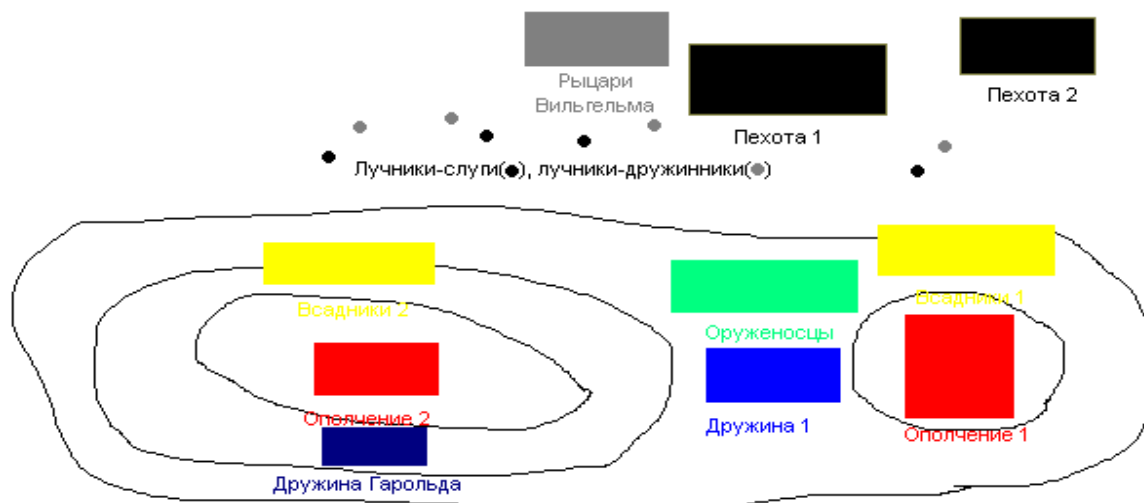 Рыцари
Вильгельма
Пехота 2
Пехота 1
Лучники-слуги(●), лучники-дружинники(●)
Всадники 2
Всадники 1
Оруженосцы
Ополчение 2
Дружина 1
Ополчение 1
Дружина Гарольда